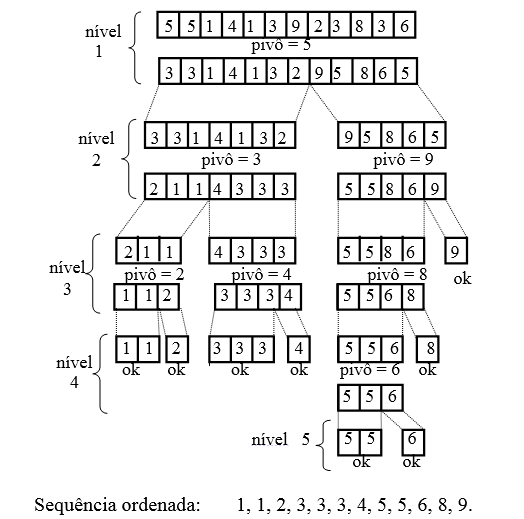 nível
1
5 5 1 4 1 3 9 2 3 8 3 6
pivô = 5
3 3 1 4 1 3 2 9 5 8 6 5
nível
2
3 3 1 4 1 3 2 9 5 8 6 5
pivô = 3 pivô = 9
2 1 1 4 3 3 3 5 5 8 6 9
nível
3
2 1 1 4 3 3 3 5 5 8 6 9
pivô = 2 pivô = 4 pivô = 8 ok
1 1 2 3 3 3 4 5 5 6 8
nível
4
1 1 2 3 3 3 4 5 5 6 8
ok ok ok ok pivô = 6 ok
5 5 6
nível 5
5 5 6
ok ok
Sequência ordenada: 1, 1, 2, 3, 3, 3, 4, 5, 5, 6, 8, 9.